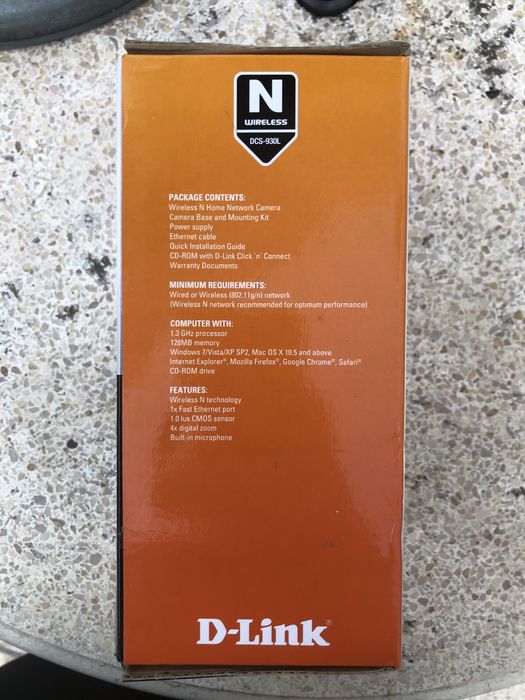 N
WIRELESS
DCS-930L
PACKAGE CONTENTS:
Wireless N Home Network Camera
Camera Base and Mounting Kit
Power supply
Ethernet cable
Quick Installation Guide
CD-ROM with D-Link Click 'n' Connect
Warranty Documents
MINIMUM REQUIREMENTS:
Wired or Wireless (802.11g/n) network
(Wireless N network recommended for optimum performance)
COMPUTER WITH:
1.3 GHz processor
128MB memory
Windows 7/Vista/XP SP2, Mac OS X 10.5 and above
Internet Explorer®, Mozilla Firefox®, Google Chrome®, Safari®
CD-ROM drive
FEATURES:
Wireless N technology
1x Fast Ethernet port
1.0 lux CMOS sensor
4x digital zoom
Built-in microphone
D-Link®